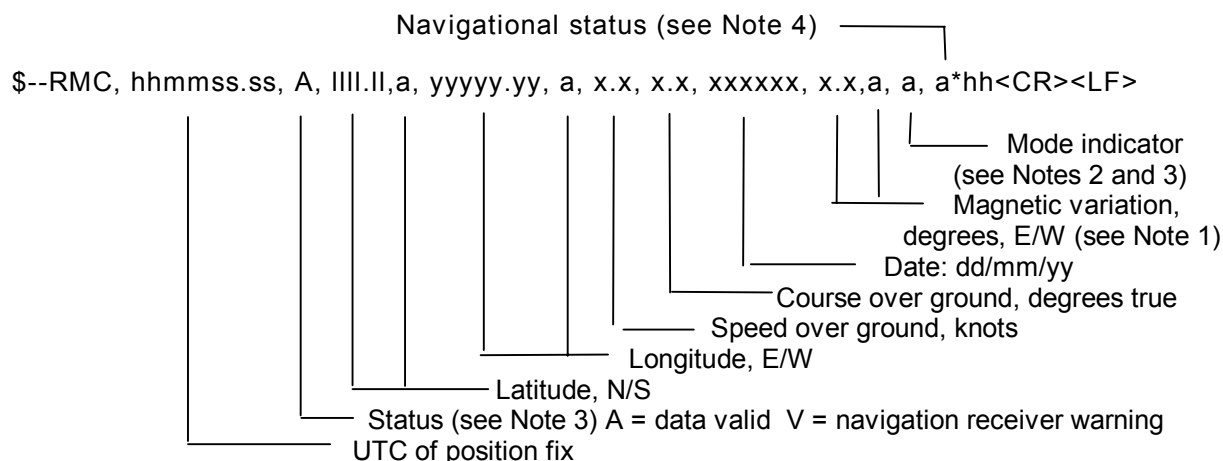 Navigational status (see Note 4)
$--RMC, hhmmss.ss, A, llll.ll,a, yyyyy.yy, a, x.x, x.x, xxxxxx, x.x,a, a, a*hh<CR><LF>
Mode indicator
(see Notes 2 and 3)
Magnetic variation,
degrees, E/W (see Note 1)
Date: dd/mm/yy
Course over ground, degrees true
Speed over ground, knots
Longitude, E/W
Latitude, N/S
Status (see Note 3) A = data valid V = navigation receiver warning
UTC of position fix